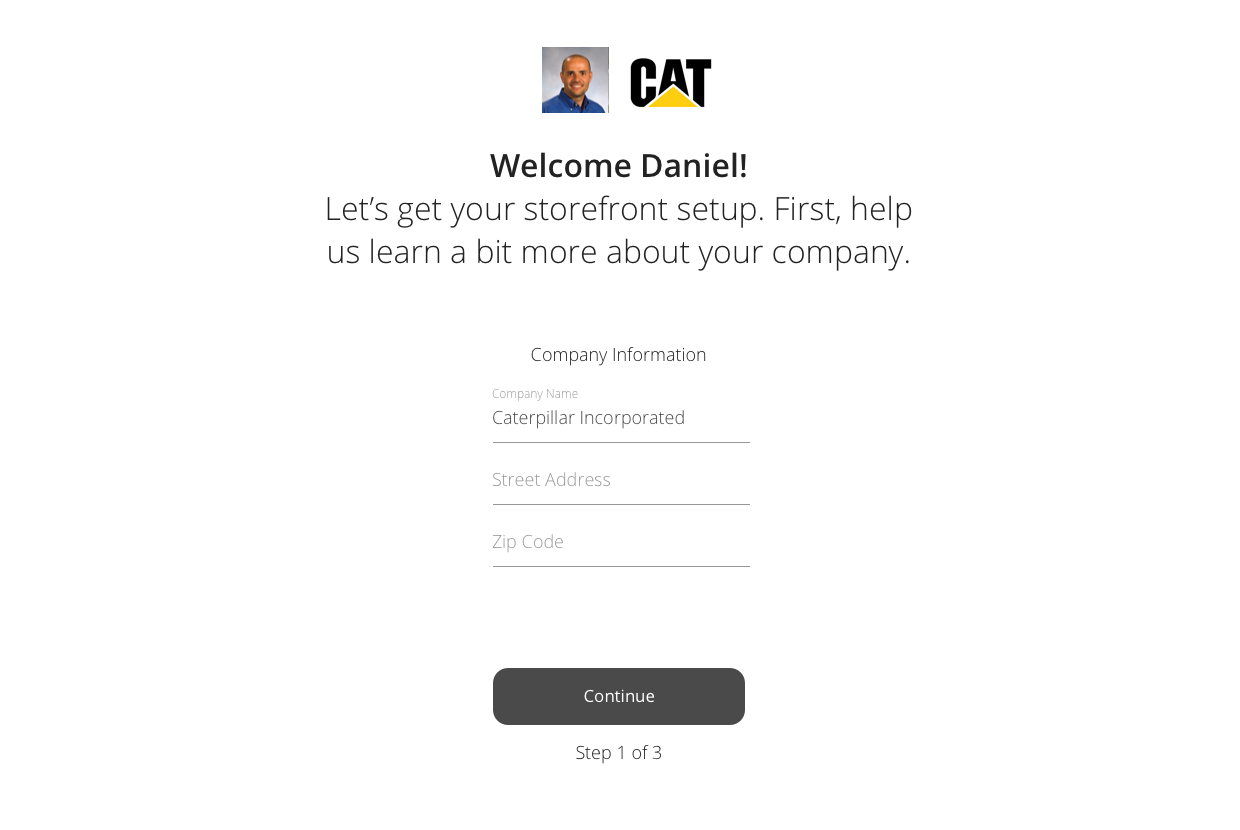 CAT
Welcome Daniel!
Let’s get your storefront setup. First, help
us learn a bit more about your company.
Company Information
Company Name
Caterpillar Incorporated
Street Address
Zip Code
Continue
Step 1 of 3